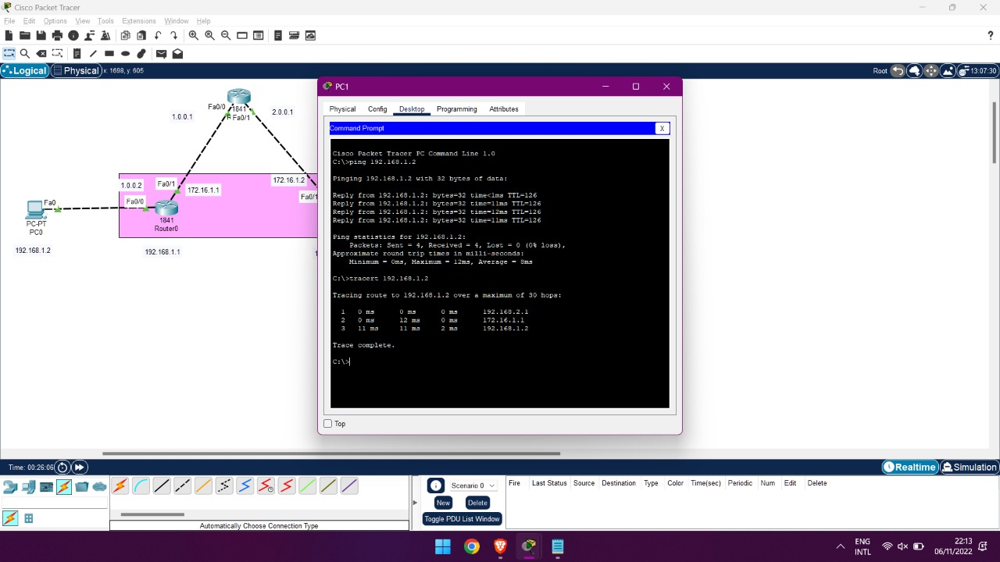 Cisco Packet Tracer
File Edit Options View Tools Extensions Window Help
?
Logical Physical x: 1698, y: 605
Root 13:07:30
PC1
Physical Config Desktop Programming Attributes
Command Prompt
X
Cisco Packet Tracer PC Command Line 1.0
C:\>ping 192.168.1.2
Pinging 192.168.1.2 with 32 bytes of data:
Reply from 192.168.1.2: bytes=32 time<1ms TTL=126
Reply from 192.168.1.2: bytes=32 time=11ms TTL=126
Reply from 192.168.1.2: bytes=32 time=12ms TTL=126
Reply from 192.168.1.2: bytes=32 time=11ms TTL=126
Ping statistics for 192.168.1.2:
Packets: Sent = 4, Received = 4, Lost = 0 (0% loss),
Approximate round trip times in milli-seconds:
Minimum = 0ms, Maximum = 12ms, Average = 8ms
C:\>tracert 192.168.1.2
Tracing route to 192.168.1.2 over a maximum of 30 hops:
1 0 ms 0 ms 0 ms 192.168.2.1
2 0 ms 12 ms 0 ms 172.16.1.1
3 11 ms 11 ms 2 ms 192.168.1.2
Trace complete.
C:\>
Top
Fa0/0
1841
Fa0/1
1.0.0.1
2.0.0.1
1.0.0.2
Fa0/1
172.16.1.1
172.16.1.2
Fa0/0
Fa0/1
Fa0
PC-PT
PC0
1841
Router0
192.168.1.2
192.168.1.1
Time: 00:26:06
Realtime Simulation
Scenario 0
New Delete
Toggle PDU List Window
Fire Last Status Source Destination Type Color Time(sec) Periodic Num Edit Delete
Automatically Choose Connection Type
ENG
INTL
22:13
06/11/2022